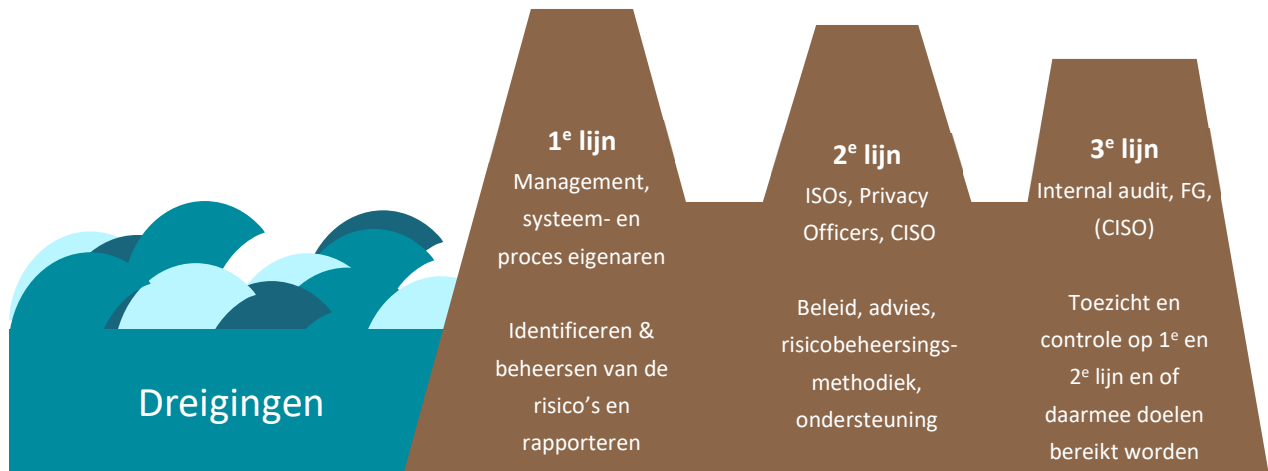 Dreigingen
1e lijn
Management,
systeem- en
proces eigenaren
Identificeren &
beheersen van de
risico's en
rapporteren
2e lijn
ISOs, Privacy
Officers, CISO
Beleid, advies,
risicobeheersings-
methodiek,
ondersteuning
3e lijn
Internal audit, FG,
(CISO)
Toezicht en
controle op 1e en
2e lijn en of
daarmee doelen
bereikt worden